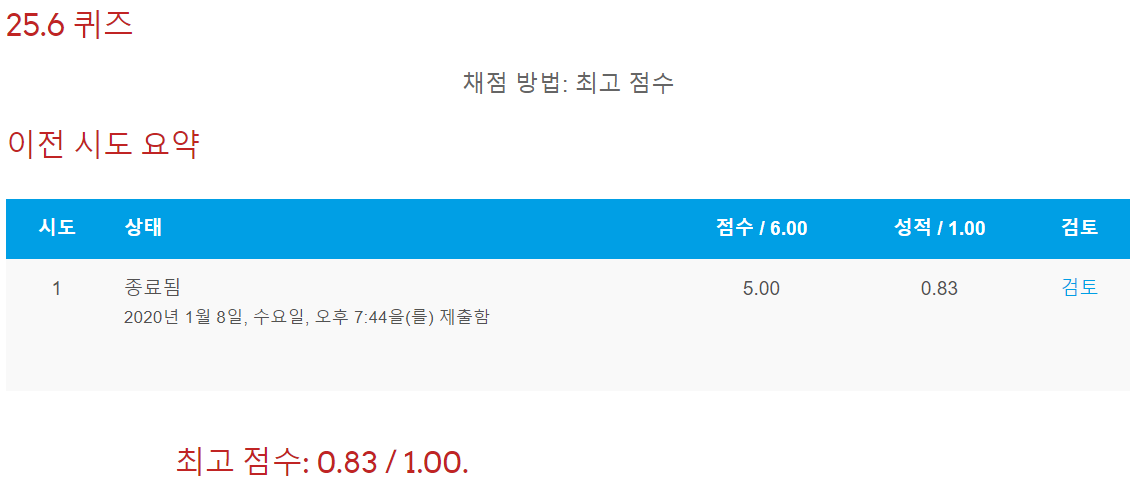 25.6 퀴즈
채점 방법: 최고 점수
이전 시도 요약
시도 상태 점수 / 6.00 성적 / 1.00 검토
1 종료됨 5.00 0.83 검토
2020년 1월 8일, 수요일, 오후 7:44을(를) 제출함
최고 점수: 0.83 / 1.00.